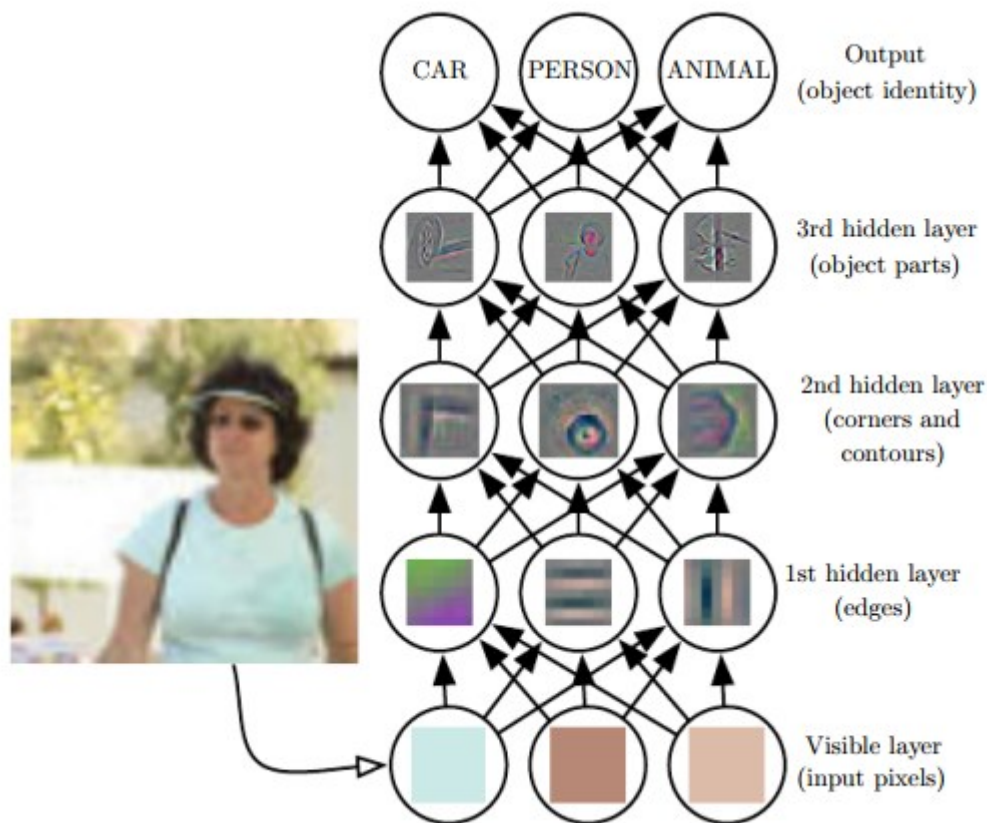 CAR PERSON ANIMAL
Output
(object identity)
3rd hidden layer
(object parts)
2nd hidden layer
(corners and
contours)
1st hidden layer
(edges)
Visible layer
(input pixels)